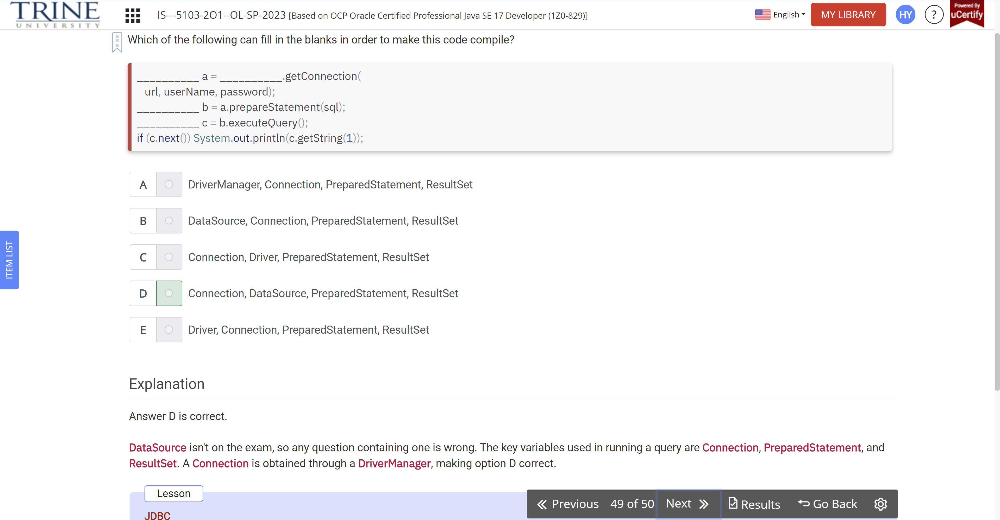 TRINE
UNIVERSITY
IS---5103-2O1--OL-SP-2023 [Based on OCP Oracle Certified Professional Java SE 17 Developer (1Z0-829)]
English
MY LIBRARY
HY
?
Powered By
uCertify
Which of the following can fill in the blanks in order to make this code compile?
__________ a = __________.getConnection(
url, userName, password);
__________ b = a.prepareStatement(sql);
__________ c = b.executeQuery();
if (c.next()) System.out.println(c.getString(1));
A DriverManager, Connection, PreparedStatement, ResultSet
B DataSource, Connection, PreparedStatement, ResultSet
C Connection, Driver, PreparedStatement, ResultSet
D Connection, DataSource, PreparedStatement, ResultSet
E Driver, Connection, PreparedStatement, ResultSet
ITEM LIST
Explanation
Answer D is correct.
DataSource isn't on the exam, so any question containing one is wrong. The key variables used in running a query are Connection, PreparedStatement, and
ResultSet. A Connection is obtained through a DriverManager, making option D correct.
Lesson
JDBC
Previous 49 of 50 Next Results Go Back